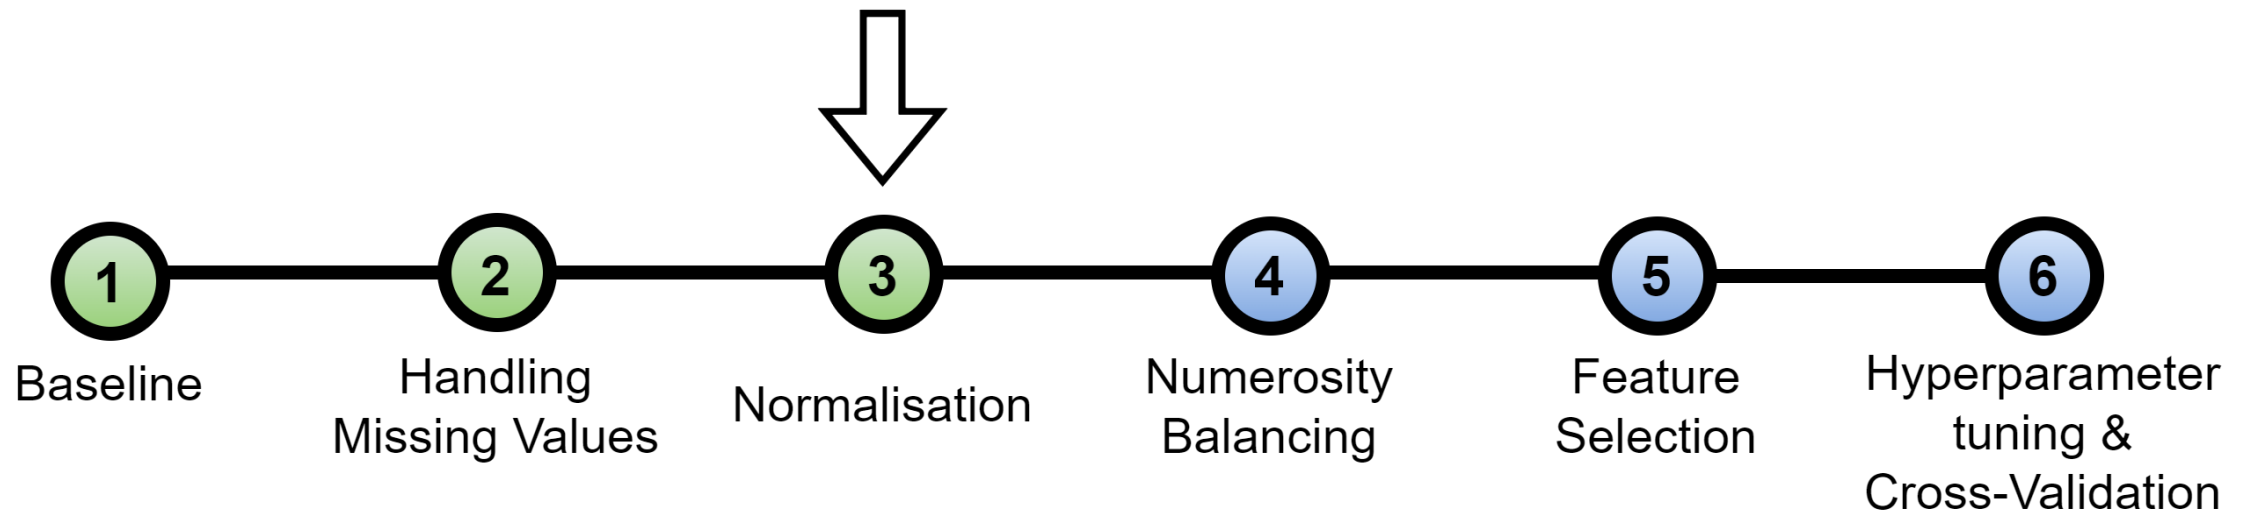 1
2
3
4
5
6
Baseline
Handling
Missing Values
Normalisation
Numerosity
Balancing
Feature
Selection
Hyperparameter
tuning &
Cross-Validation